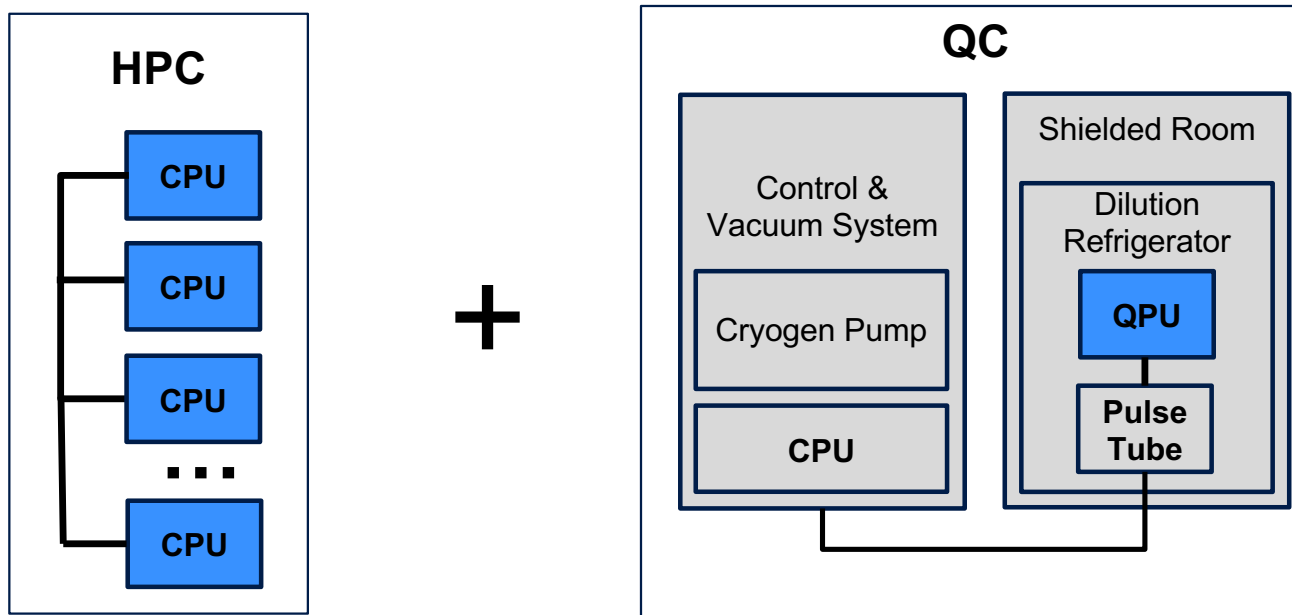 HPC
CPU
CPU
CPU
...
CPU
+
QC
Control &
Vacuum System
Cryogen Pump
CPU
Shielded Room
Dilution
Refrigerator
QPU
Pulse
Tube